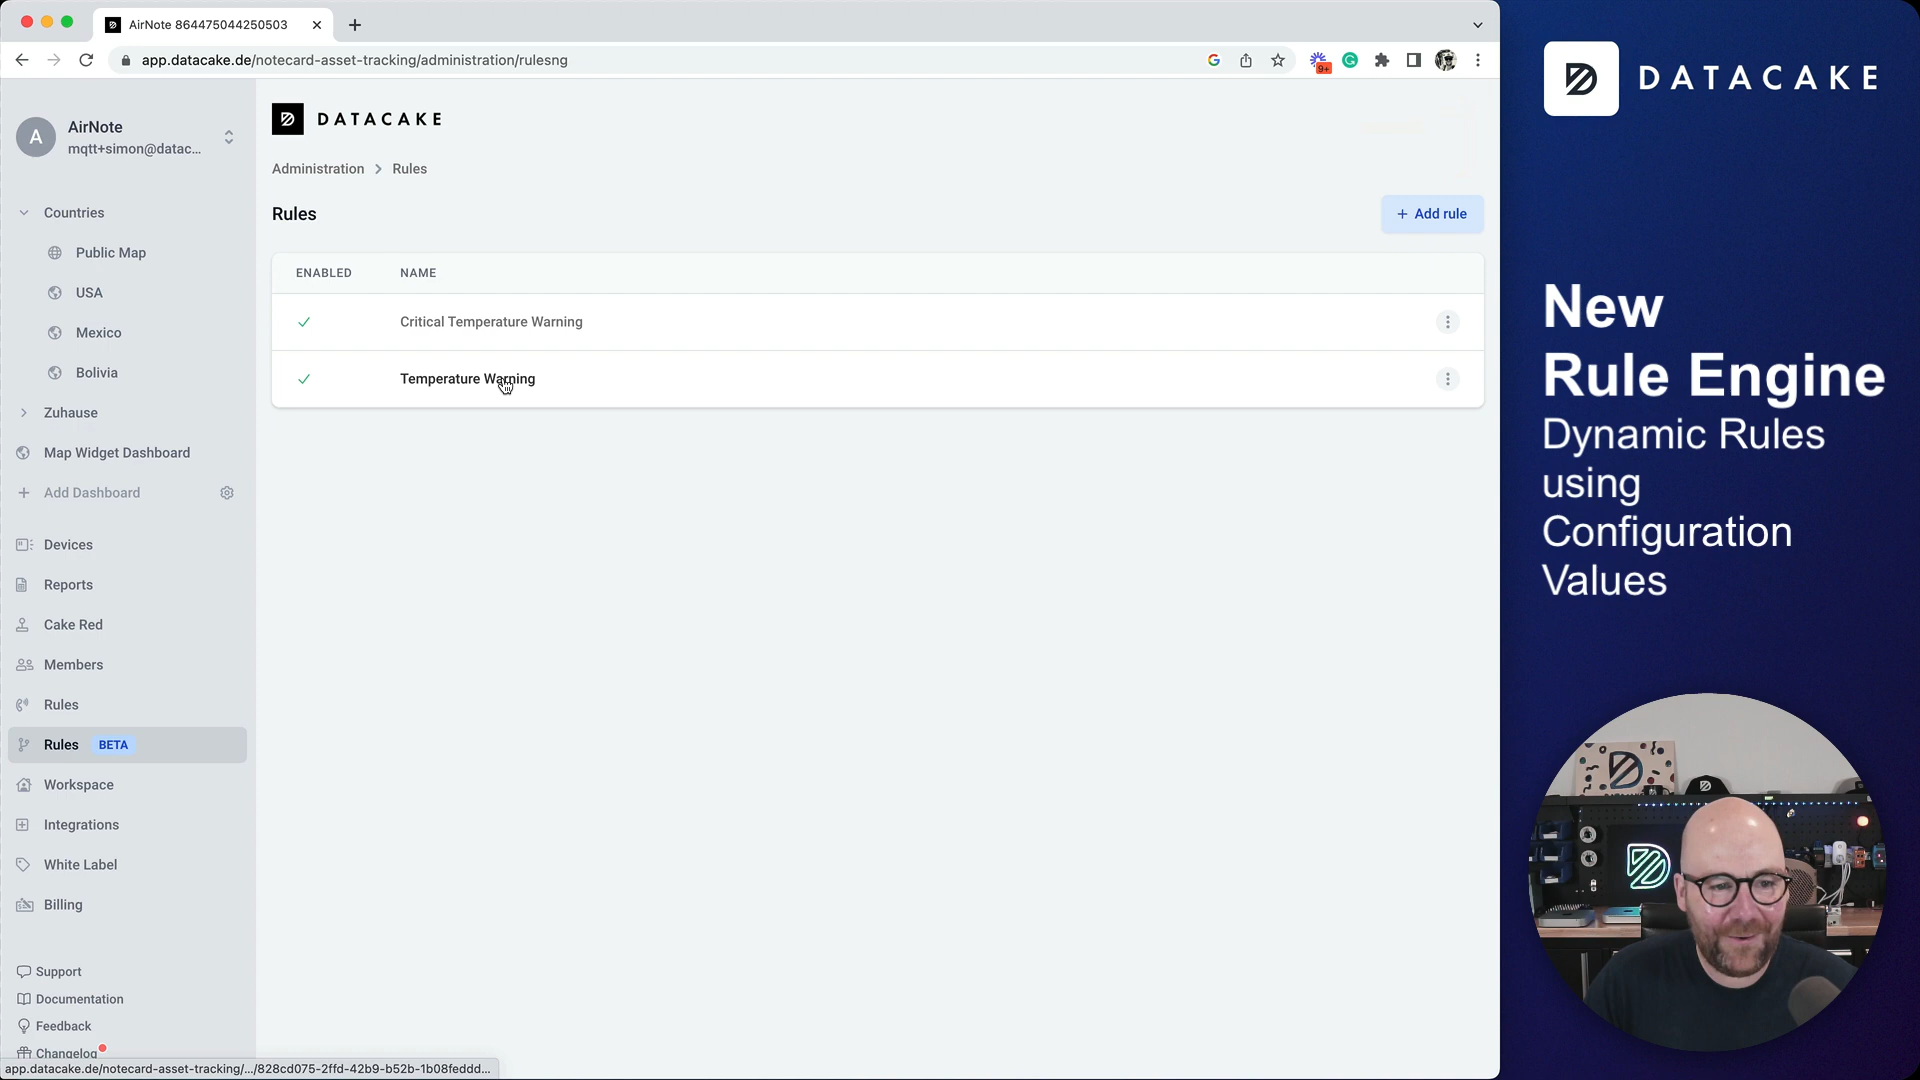 AirNote 864475044250503
app.datacake.de/notecard-asset-tracking/administration/rulesng
9+
A
AirNote
mqtt+simon@datac...
Countries
Public Map
USA
Mexico
Bolivia
Zuhause
Map Widget Dashboard
Add Dashboard
Devices
Reports
Cake Red
Members
Rules
Rules BETA
Workspace
Integrations
White Label
Billing
Support
Documentation
Feedback
Changelog
app.datacake.de/notecard-asset-tracking/.../828cd075-2ffd-42b9-b52b-1b08feddd...
DATACAKE
Administration > Rules
Rules
+ Add rule
ENABLED NAME
Critical Temperature Warning
Temperature Warning
DATACAKE
New
Rule Engine
Dynamic Rules
using
Configuration
Values